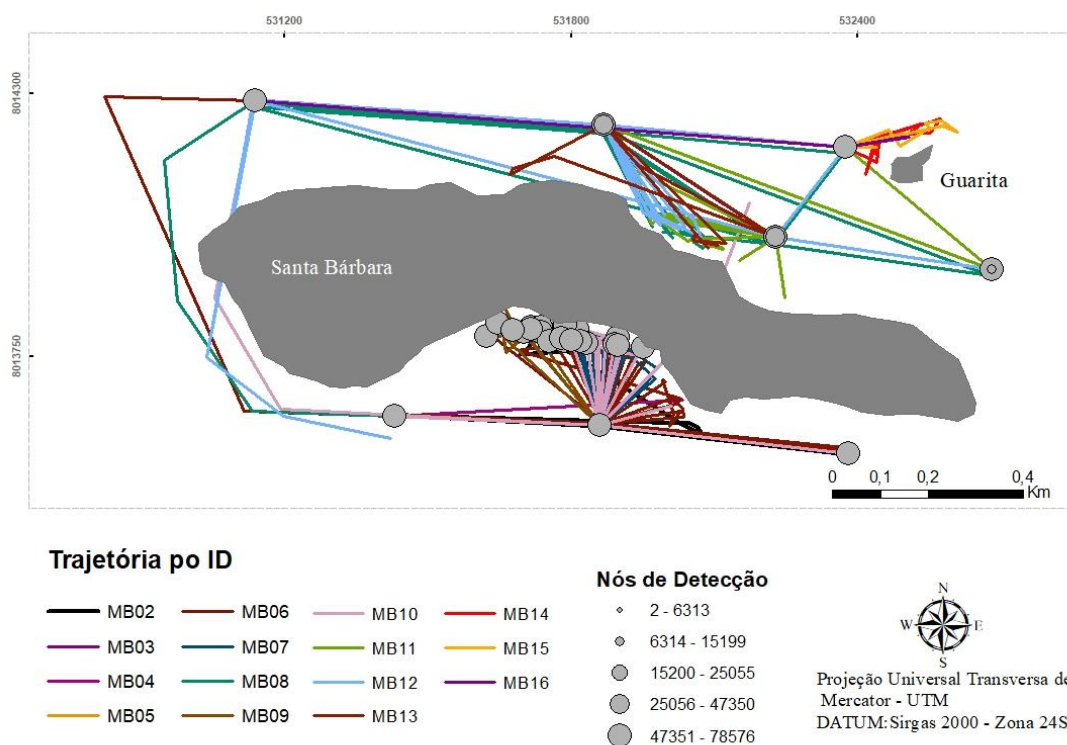 531200 531800 532400
8014300
Guarita
Santa Bárbara
8013750
0 0,1 0,2 0,4
Km
Trajetória po ID
Nós de Detecção
MB02 MB06 MB10 MB14
MB03 MB07 MB11 MB15
MB04 MB08 MB12 MB16
MB05 MB09 MB13
2 - 6313
6314 - 15199
15200 - 25055
25056 - 47350
47351 - 78576
N
W E
S
Projeção Universal Transversa de
Mercator - UTM
DATUM: Sirgas 2000 - Zona 24S